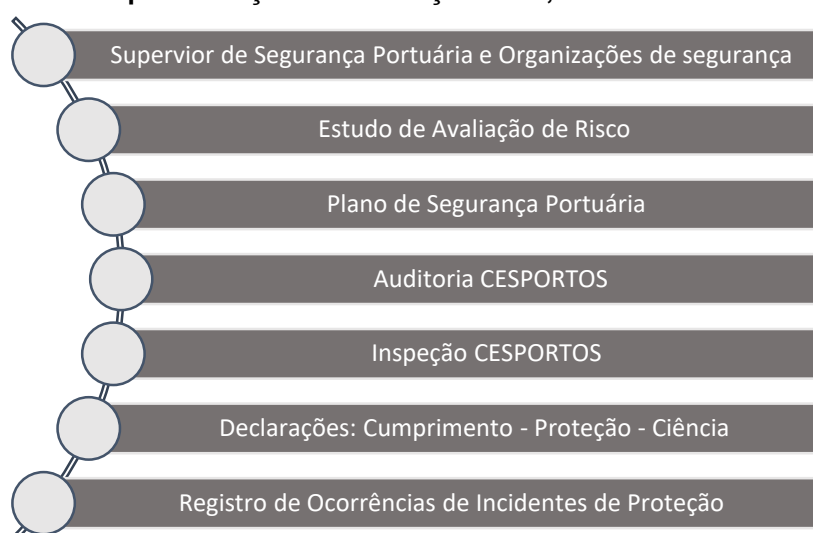 Supervior de Segurança Portuária e Organizações de segurança
Estudo de Avaliação de Risco
Plano de Segurança Portuária
Auditoria CESPORTOS
Inspeção CESPORTOS
Declarações: Cumprimento - Proteção - Ciência
Registro de Ocorrências de Incidentes de Proteção